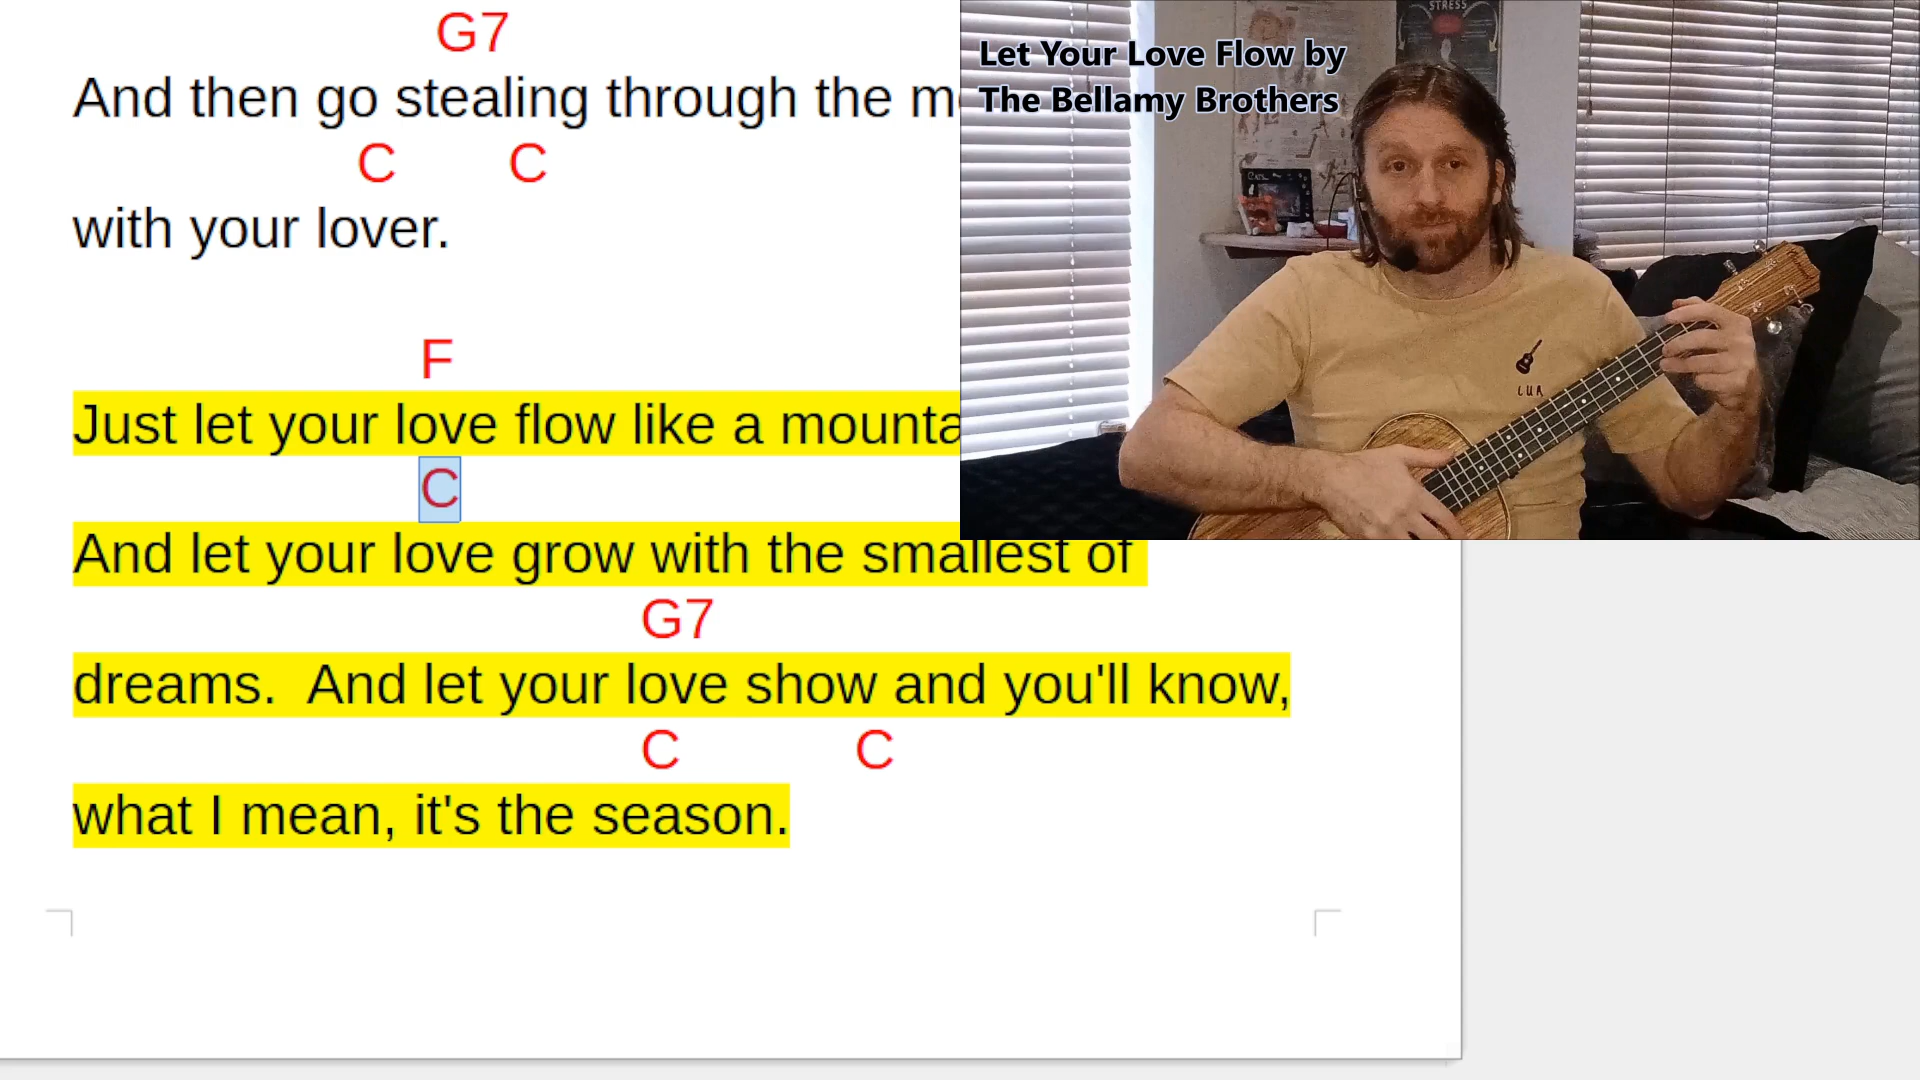 G7
And then go stealing through the
C C
with your lover.
F
Just let your love flow like a
C
And let your love grow with the smallest of
G7
dreams. And let your love show and you'll know,
C C
what I mean, it's the season.
Let Your Love Flow by
The Bellamy Brothers
STRESS
LUA